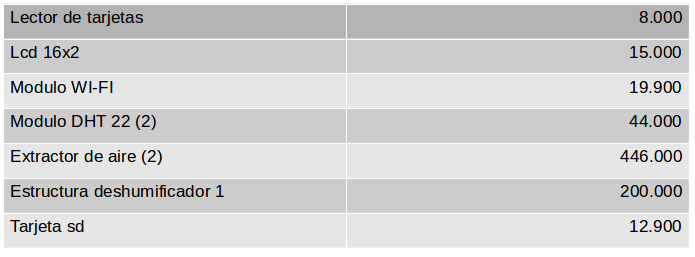 Lector de tarjetas 8.000
Lcd 16x2 15.000
Modulo WI-FI 19.900
Modulo DHT 22 (2) 44.000
Extractor de aire (2) 446.000
Estructura deshumificador 1 200.000
Tarjeta sd 12.900